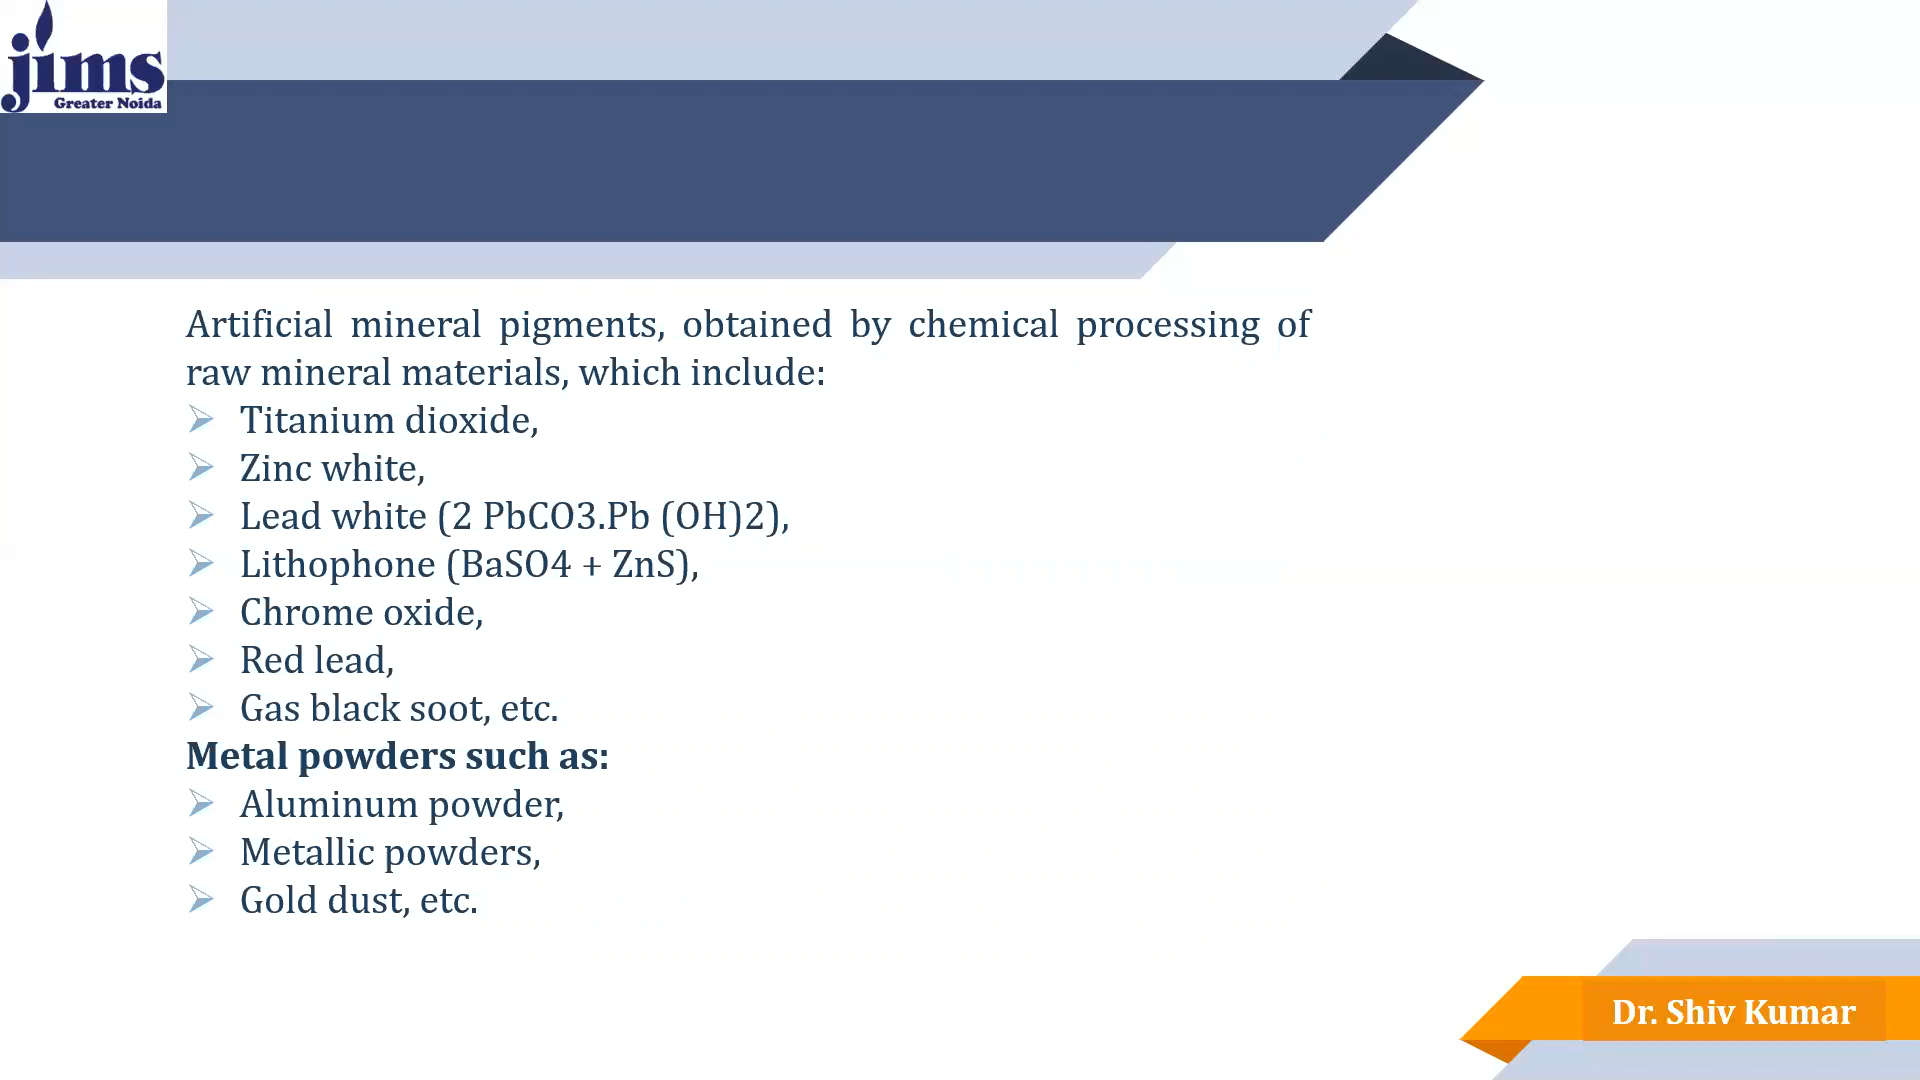 jims
Greater Noida
Artificial mineral pigments, obtained by chemical processing of
raw mineral materials, which include:
Titanium dioxide,
Zinc white,
Lead white (2 PbCO3.Pb (OH)2),
Lithophone (BaSO4 + ZnS),
Chrome oxide,
Red lead,
Gas black soot, etc.
Metal powders such as:
Aluminum powder,
Metallic powders,
Gold dust, etc.
Dr. Shiv Kumar